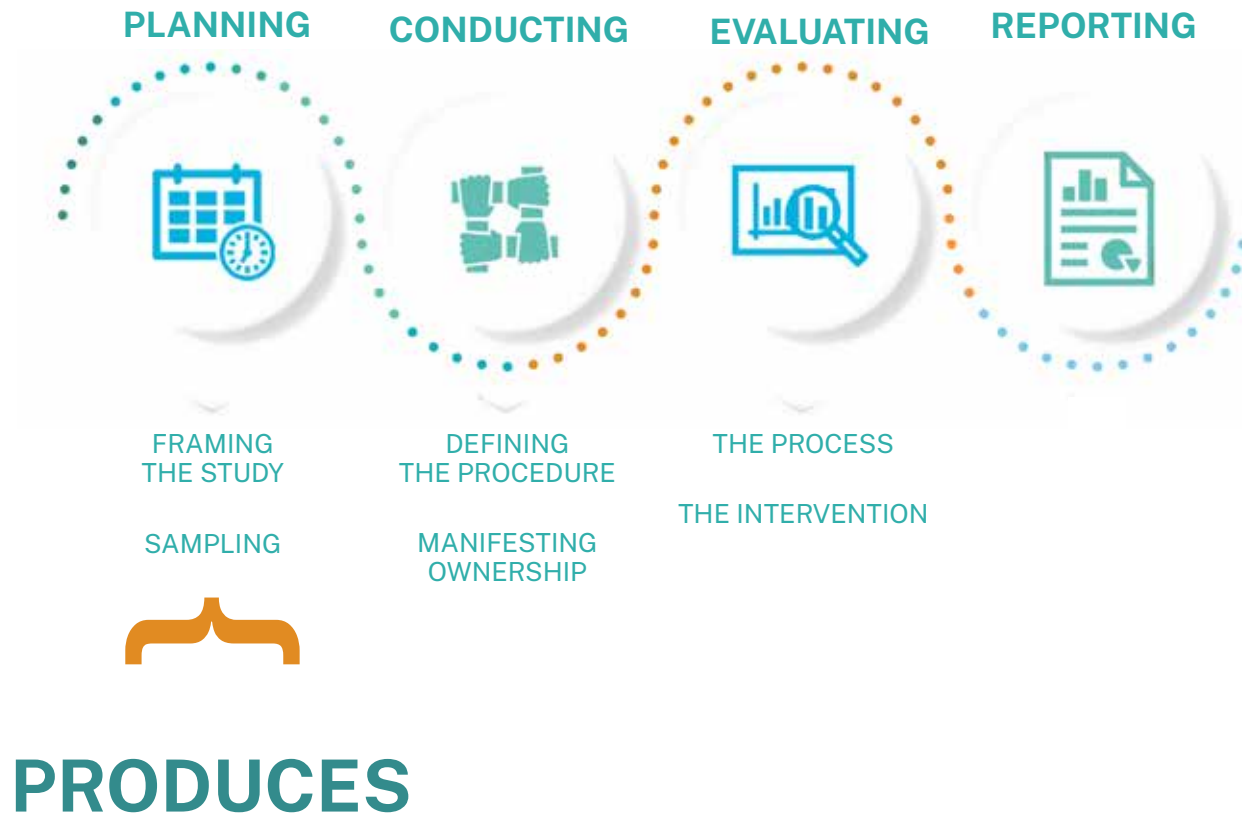 PLANNING
CONDUCTING
EVALUATING
REPORTING
FRAMING
THE STUDY
SAMPLING
DEFINING
THE PROCEDURE
MANIFESTING
OWNERSHIP
THE PROCESS
THE INTERVENTION
PRODUCES